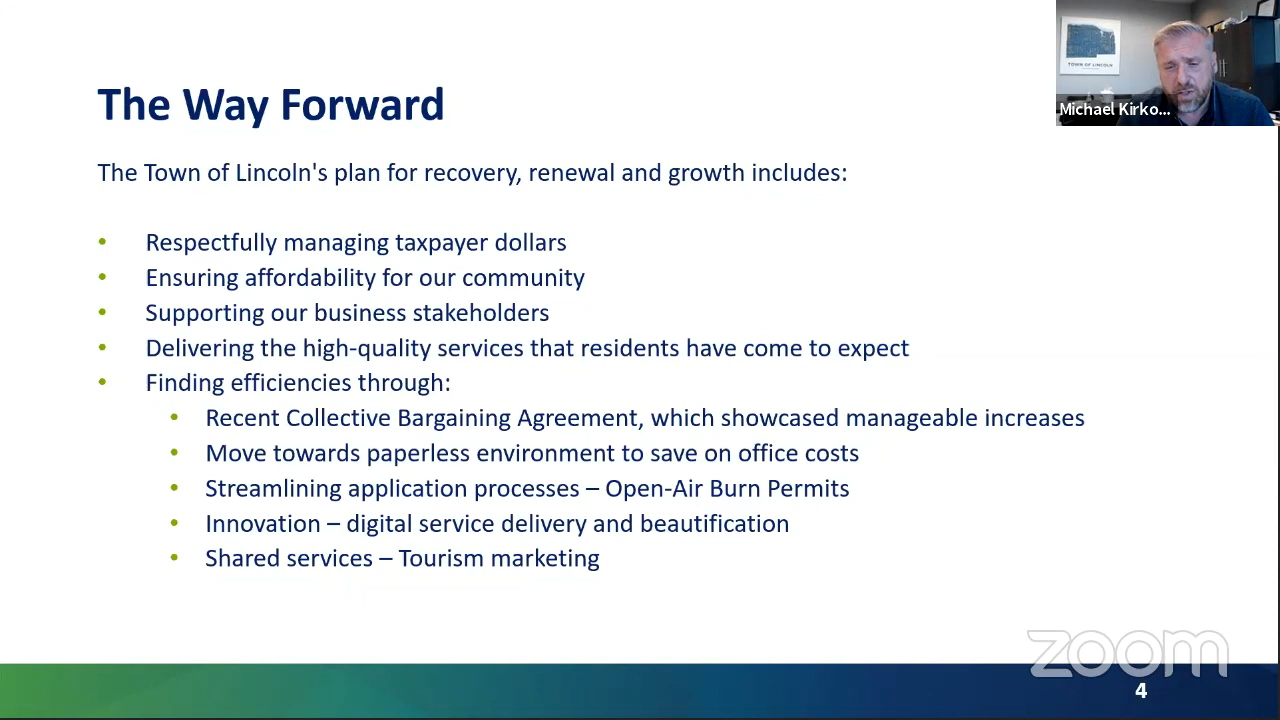 The Way Forward
TOWN OF LINCOLN
Michael Kirko...
The Town of Lincoln's plan for recovery, renewal and growth includes:
• Respectfully managing taxpayer dollars
• Ensuring affordability for our community
• Supporting our business stakeholders
• Delivering the high-quality services that residents have come to expect
• Finding efficiencies through:
• Recent Collective Bargaining Agreement, which showcased manageable increases
• Move towards paperless environment to save on office costs
• Streamlining application processes – Open-Air Burn Permits
• Innovation – digital service delivery and beautification
• Shared services – Tourism marketing
zoom
4